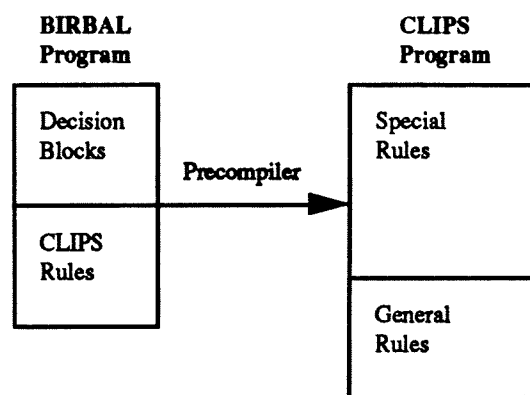 BIRBAL
Program
CLIPS
Program
Decision
Blocks
Special
Rules
Precompiler
CLIPS
Rules
General
Rules